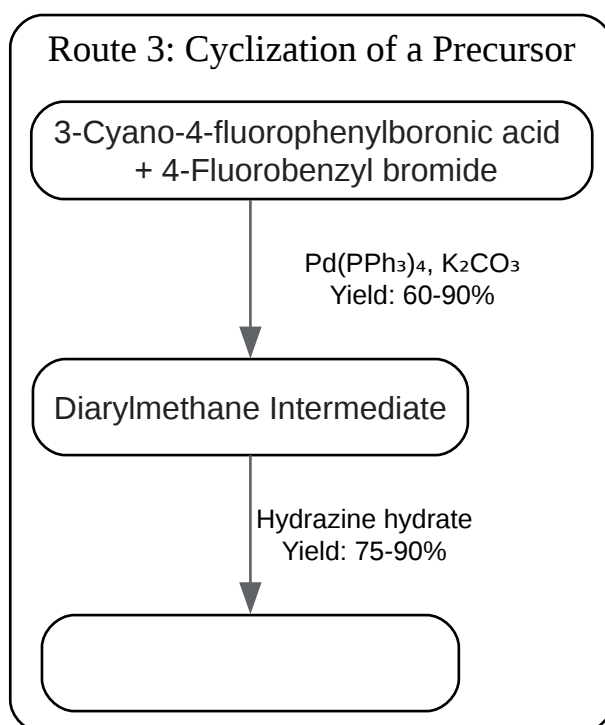 Route 3: Cyclization of a Precursor
3-Cyano-4-fluorophenylboronic acid
+ 4-Fluorobenzyl bromide
Pd(PPh₃)₄, K₂CO₃
Yield: 60-90%
Diarylmethane Intermediate
Hydrazine hydrate
Yield: 75-90%